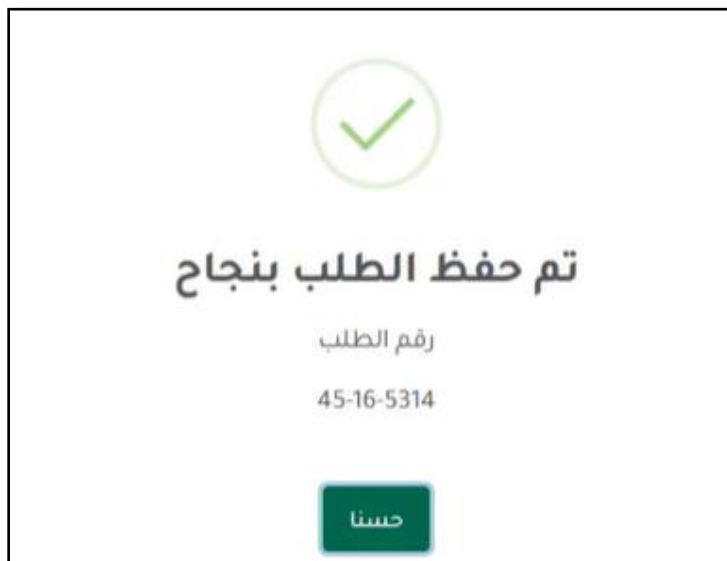 تم حفظ الطلب بنجاح
رقم الطلب
45-16-5314
حسنا